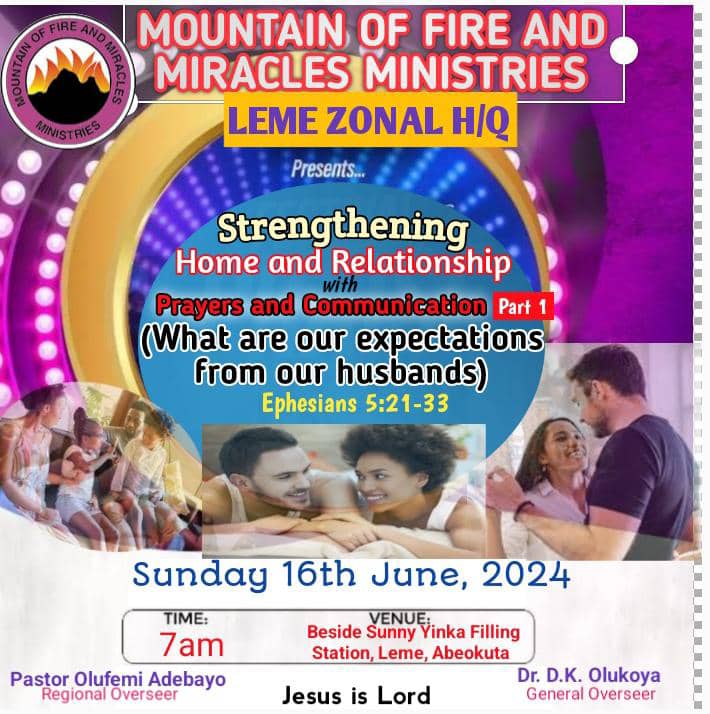 MOUNTAIN OF FIRE AND MIRACLES
MINISTRIES
MOUNTAIN OF FIRE AND
MIRACLES MINISTRIES
LEME ZONAL H/Q
Presents...
Strengthening
Home and Relationship
with
Prayers and Communication Part 1
(What are our expectations
from our husbands)
Ephesians 5:21-33
Sunday 16th June, 2024
TIME:
7am
VENUE:
Beside Sunny Yinka Filling
Station, Leme, Abeokuta
Pastor Olufemi Adebayo
Regional Overseer
Jesus is Lord
Dr. D.K. Olukoya
General Overseer